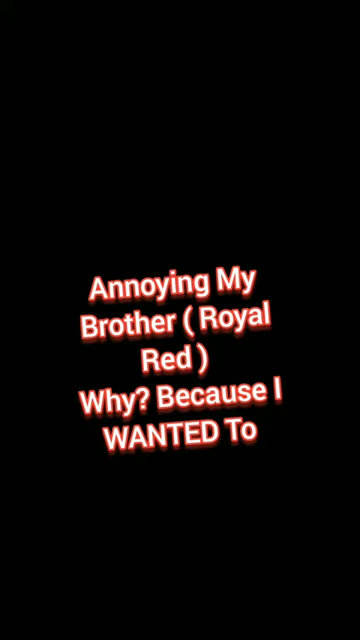 Annoying My
Brother ( Royal
Red )
Why? Because I
WANTED To